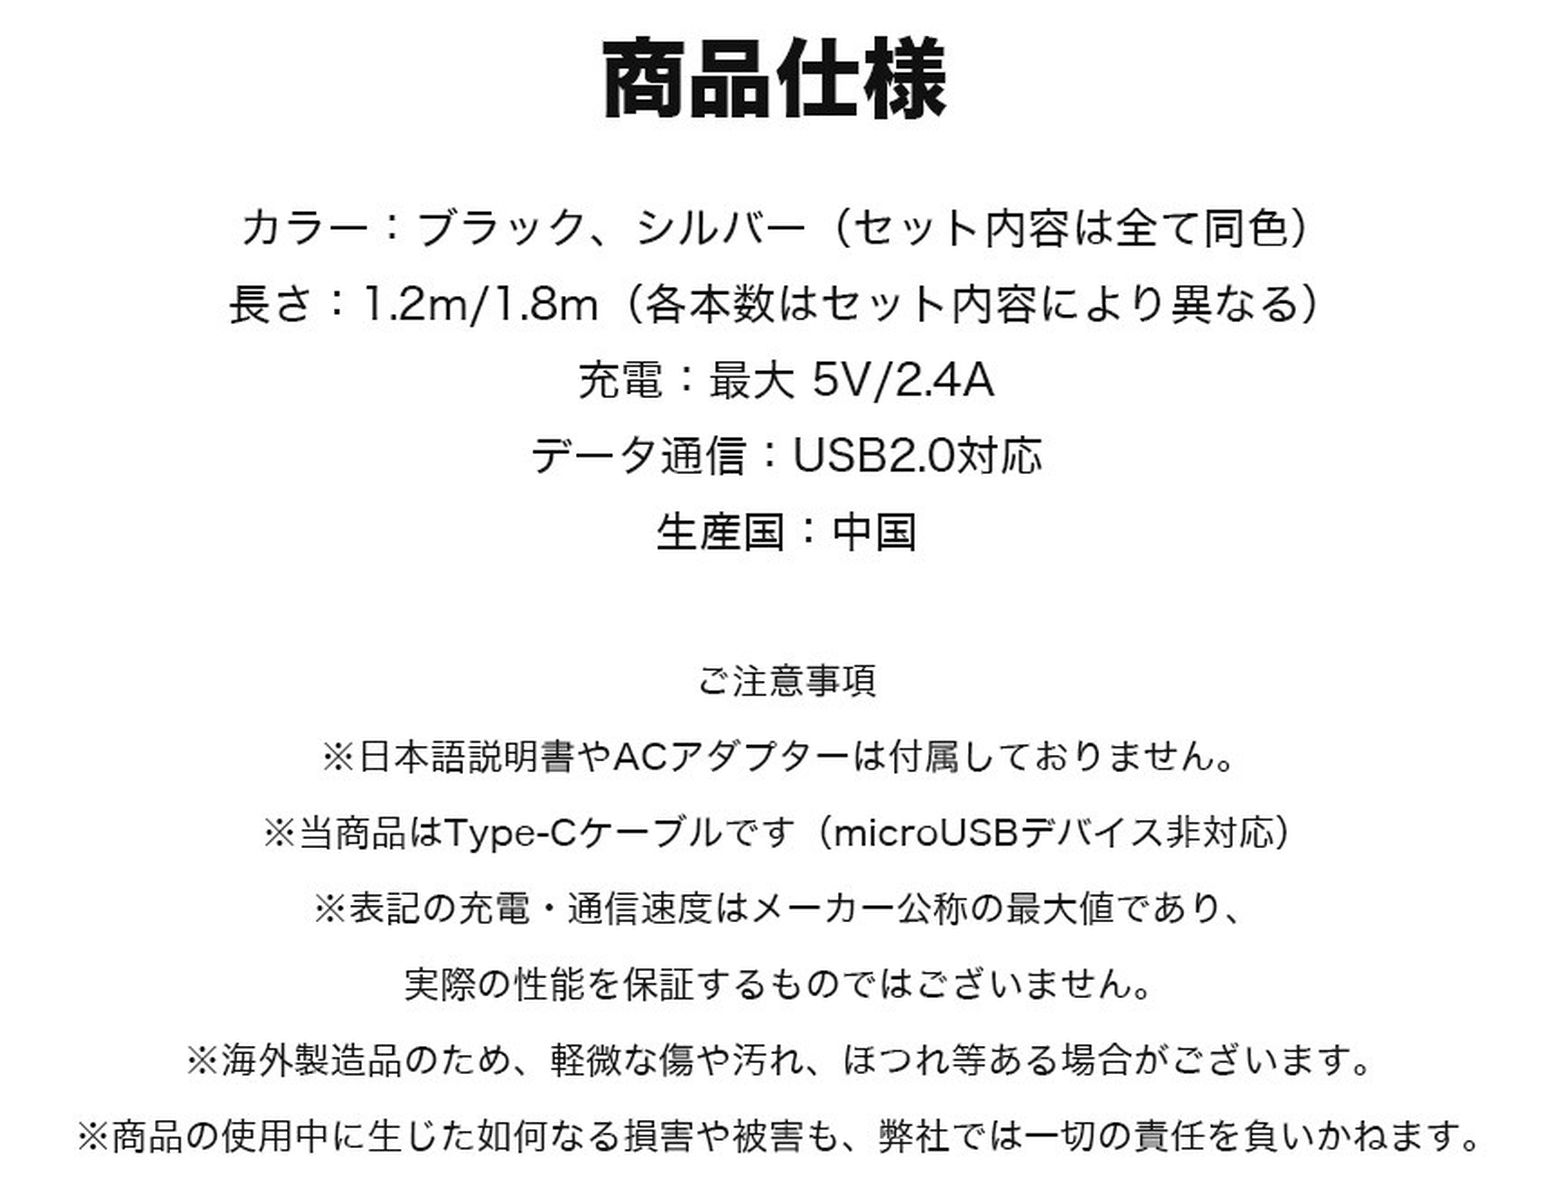 商品仕様
カラー：ブラック、シルバー（セット内容は全て同色）
長さ：1.2m/1.8m（各本数はセット内容により異なる）
充電：最大 5V/2.4A
データ通信：USB2.0対応
生産国：中国
ご注意事項
※日本語説明書やACアダプターは付属しておりません。
※当商品はType-Cケーブルです（microUSBデバイス非対応）
※表記の充電・通信速度はメーカー公称の最大値であり、
実際の性能を保証するものではございません。
※海外製造品のため、軽微な傷や汚れ、ほつれ等ある場合がございます。
※商品の使用中に生じた如何なる損害や被害も、弊社では一切の責任を負いかねます。